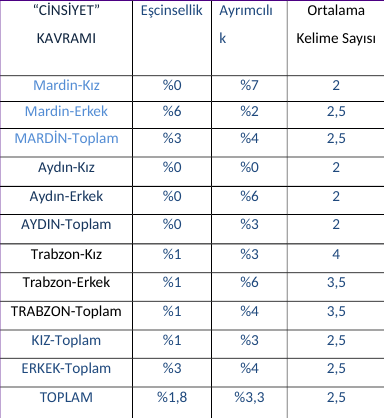 “CİNSİYET” Eşcinsellik Ayrımcılı Ortalama
KAVRAMI k Kelime Sayısı
Mardin-Kız %0 %7 2
Mardin-Erkek %6 %2 2,5
MARDİN-Toplam %3 %4 2,5
Aydın-Kız %0 %0 2
Aydın-Erkek %0 %6 2
AYDIN-Toplam %0 %3 2
Trabzon-Kız %1 %3 4
Trabzon-Erkek %1 %6 3,5
TRABZON-Toplam %1 %4 3,5
KIZ-Toplam %1 %3 2,5
ERKEK-Toplam %3 %4 2,5
TOPLAM %1,8 %3,3 2,5